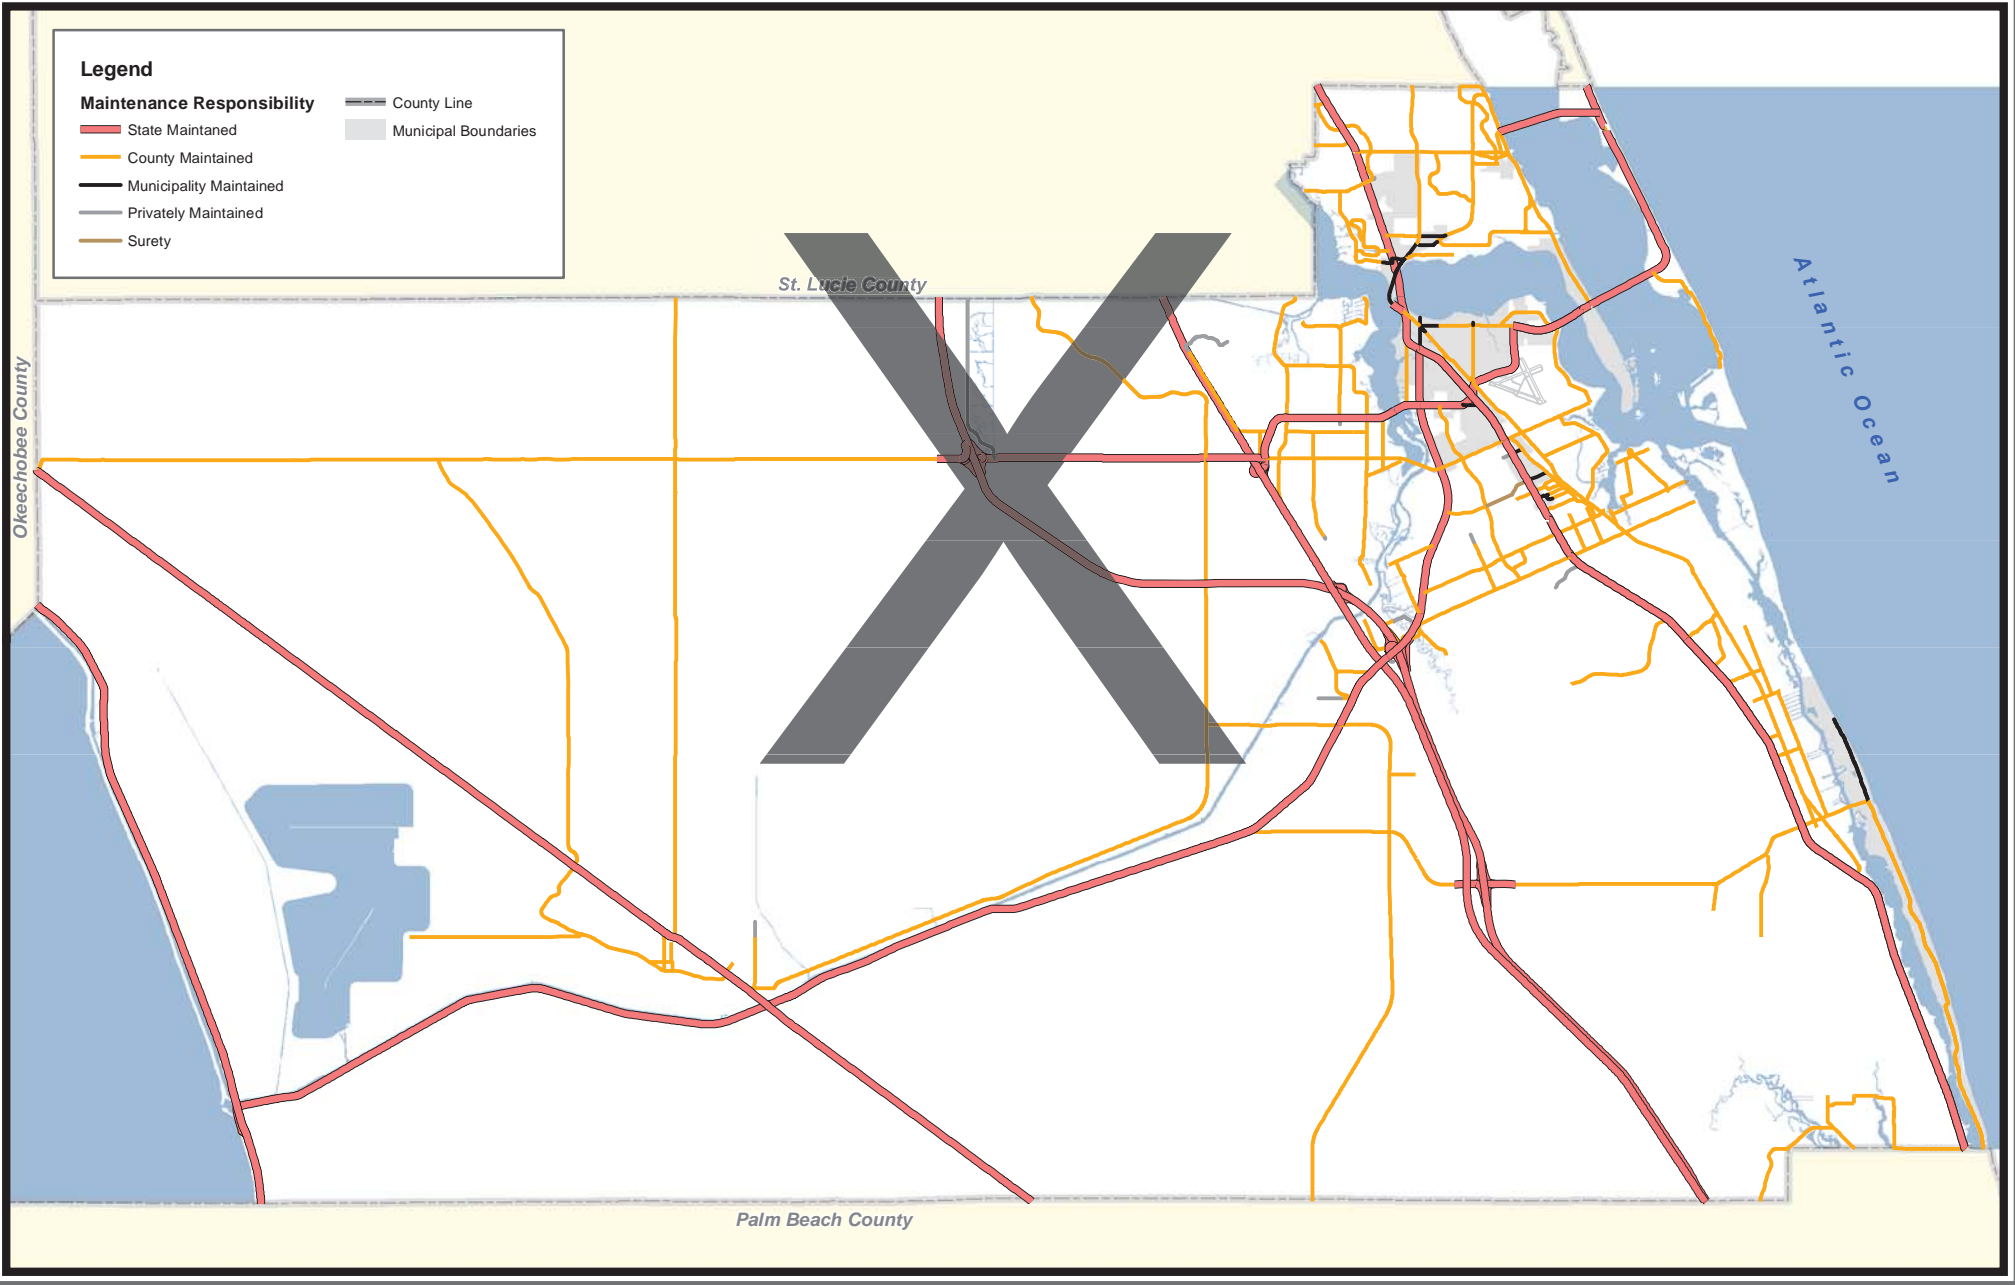 Legend
Maintenance Responsibility
State Maintaned
County Maintained
Municipality Maintained
Privately Maintained
Surety
County Line
Municipal Boundaries
St. Lucie County
Okeechobee County
Atlantic Ocean
X
Palm Beach County